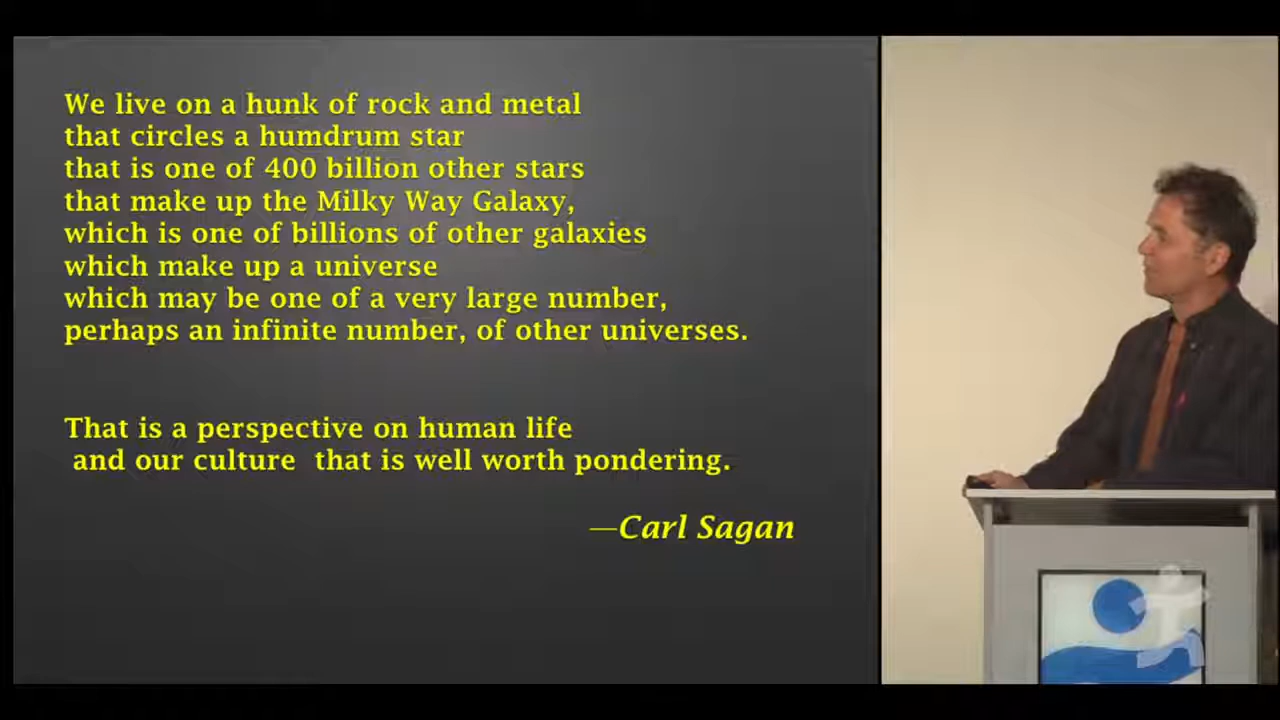 We live on a hunk of rock and metal
that circles a humdrum star
that is one of 400 billion other stars
that make up the Milky Way Galaxy,
which is one of billions of other galaxies
which make up a universe
which may be one of a very large number,
perhaps an infinite number, of other universes.
That is a perspective on human life
and our culture that is well worth pondering.
—Carl Sagan